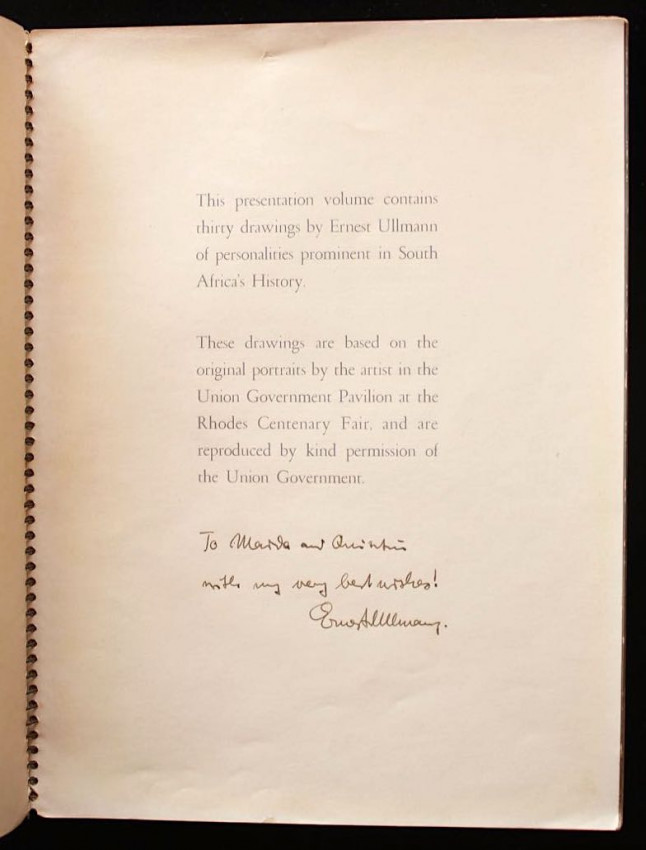 This presentation volume contains
thirty drawings by Ernest Ullmann
of personalities prominent in South
Africa's History.
These drawings are based on the
original portraits by the artist in the
Union Government Pavilion at the
Rhodes Centenary Fair, and are
reproduced by kind permission of
the Union Government.
To Maida and
with my very best wishes!
Ernest Ullmann.